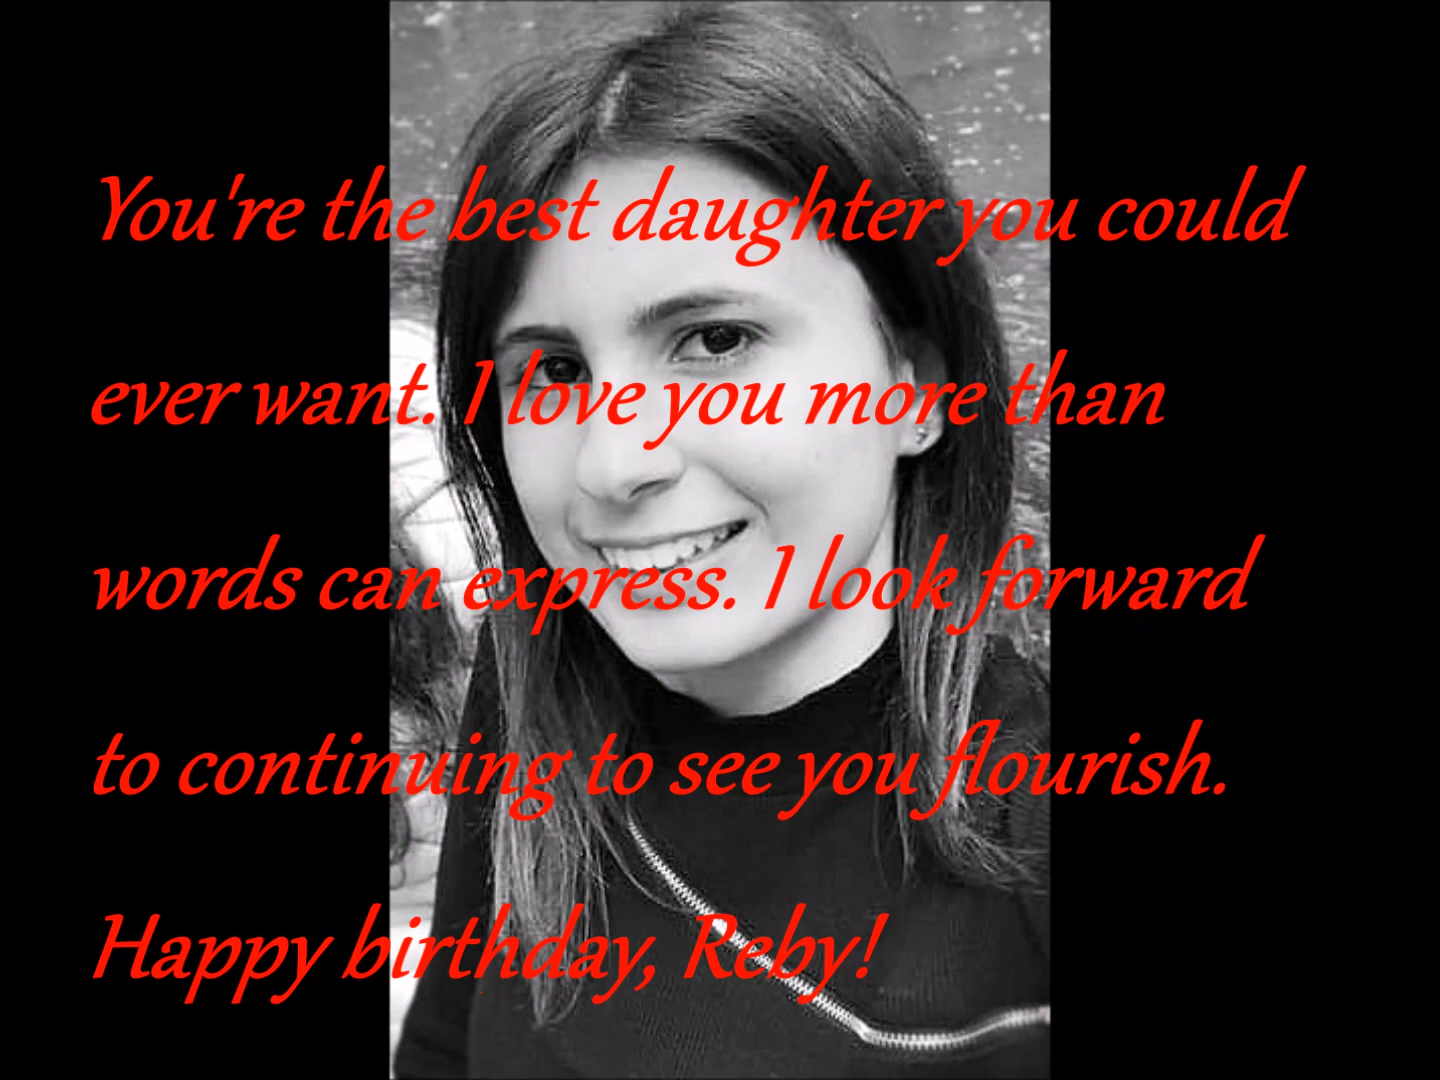 You're the best daughter you could
ever want. I love you more than
words can express. I look forward
to continuing to see you flourish.
Happy birthday, Reby!